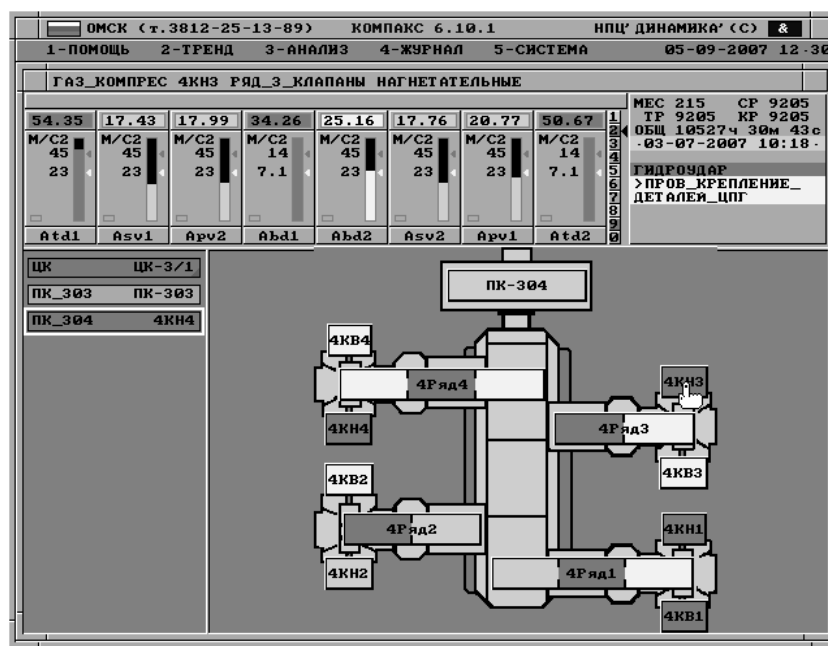 ОМСК (т.3812-25-13-89) КОМПАКС 6.10.1 НПЦ'ДИНАМИКА'(С) &
1-ПОМОЩЬ 2-ТРЕНД 3-АНАЛИЗ 4-ЖУРНАЛ 5-СИСТЕМА 05-09-2007 12-30
ГАЗ_КОМПРЕС 4КН3 РЯД_3_КЛАПАНЫ НАГНЕТАТЕЛЬНЫЕ
54.35 17.43 17.99 34.26 25.16 17.76 20.77 50.67
М/С2 М/С2 М/С2 М/С2 М/С2 М/С2 М/С2 М/С2
45 45 45 14 45 45 45 14
23 23 23 7.1 23 23 23 7.1
Atd1 Asv1 Apv2 Abd1 Abd2 Asv2 Apv1 Atd2
1
2
3
4
5
6
7
8
9
0
МЕС 215 СР 9205
ТР 9205 КР 9205
ОБЩ 10527ч 30м 43с
-03-07-2007 10:18-
ГИДРОУДАР
>ПРОВ_КРЕПЛЕНИЕ_
ДЕТАЛЕЙ_ЦПГ
ЦК ЦК-3/1
ПК_303 ПК-303
ПК_304 4КН4
ПК-304
4КВ4
4Ряд4
4КН3
4КН4
4Ряд3
4КВ2
4КВ3
4Ряд2
4КН1
4КН2
4Ряд1
4КВ1